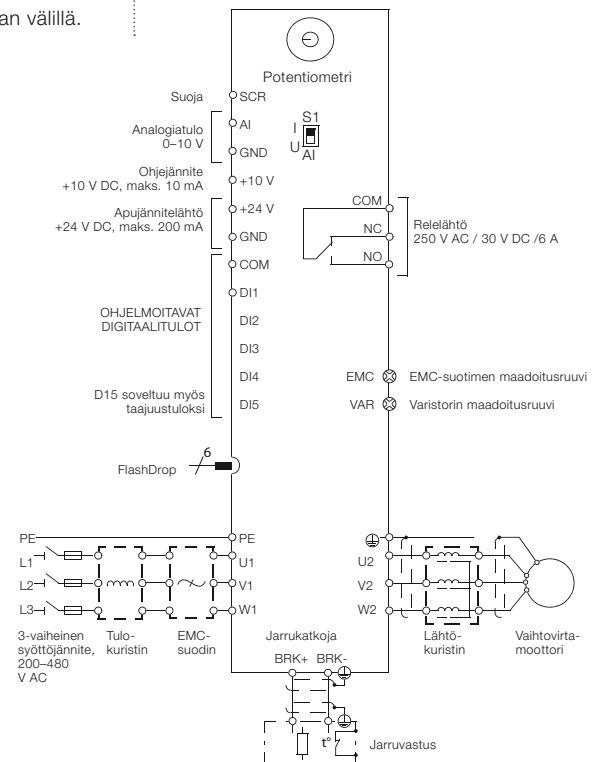 an välillä.
Potentiometri
Suoja
SCR
Analogiatulo
0–10 V
AI
GND
S1
I
U
AI
Ohjejännite
+10 V DC, maks. 10 mA
+10 V
Apujännitelähtö
+24 V DC, maks. 200 mA
+24 V
GND
COM
NC
NO
Relelähtö
250 V AC / 30 V DC /6 A
OHJELMOITAVAT
DIGITAALITULOT
COM
DI1
DI2
DI3
DI4
DI5
D15 soveltuu myös
taajuustuloksi
EMC
EMC-suotimen maadoitusruuvi
VAR
Varistorin maadoitusruuvi
FlashDrop
6
PE
L1
L2
L3
PE
U1
V1
W1
U2
V2
W2
3-vaiheinen
syöttöjännite,
200–480
V AC
Tulo-
kuristin
EMC-
suodin
Jarrukatkoja
BRK+ BRK-
Lähtö-
kuristin
Vaihtovirta-
moottori
t°
Jarruvastus